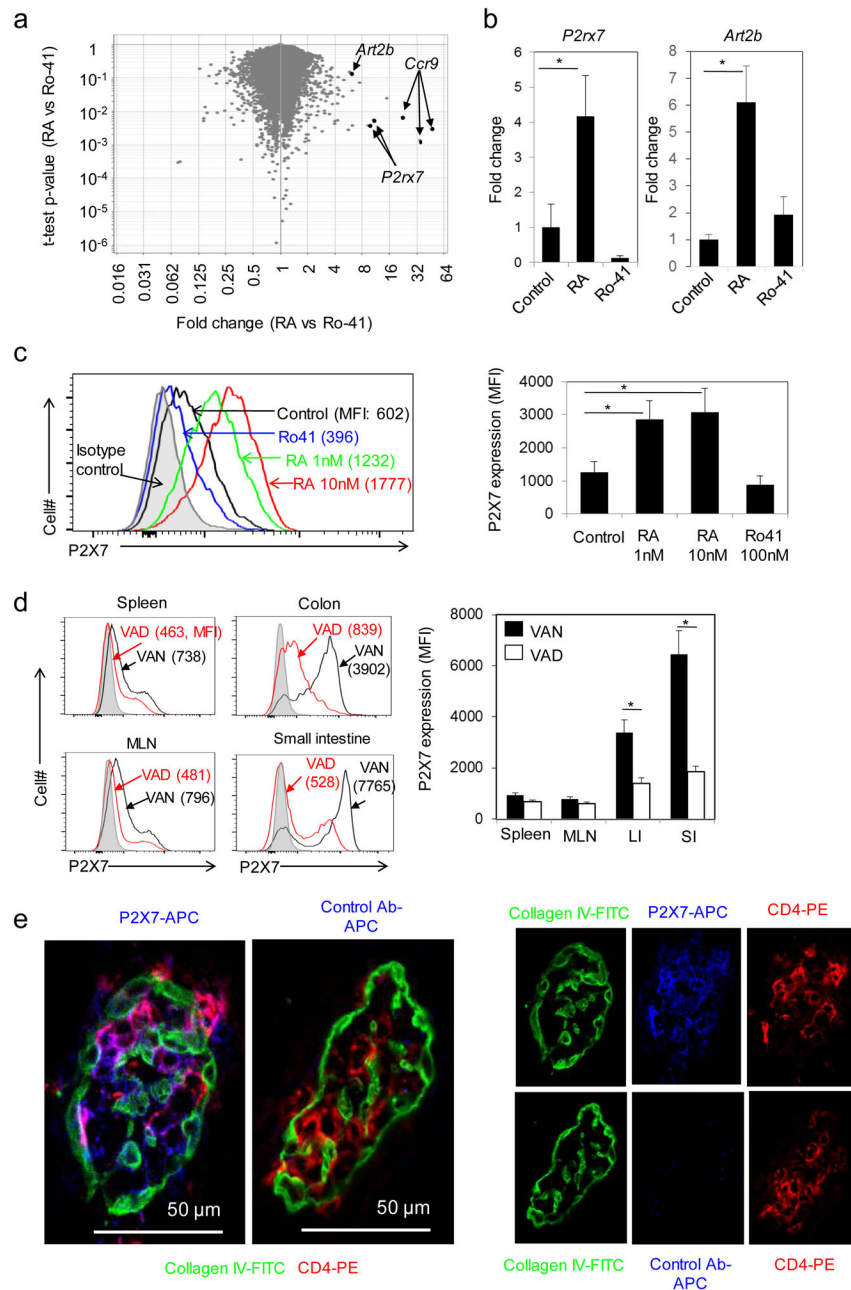 a
t-test p-value (RA vs Ro-41)
1
10-1
10-2
10-3
10-4
10-5
10-6
Art2b
Ccr9
P2rx7
0.016 0.031 0.062 0.125 0.25 0.5 1 2 4 8 16 32 64
Fold change (RA vs Ro-41)
b
P2rx7
Fold change
6
5
4
3
2
1
0
*
Control RA Ro-41
Art2b
Fold change
8
7
6
5
4
3
2
1
0
*
Control RA Ro-41
c
Cell#
Isotype
control
Control (MFI: 602)
Ro41 (396)
RA 1nM (1232)
RA 10nM (1777)
P2X7
P2X7 expression (MFI)
4000
3000
2000
1000
0
*
*
Control RA 1nM RA 10nM Ro41 100nM
d
Cell#
Spleen
VAD (463, MFI)
VAN
(738)
Colon
VAD (839)
VAN
(3902)
MLN
VAD (481)
VAN (796)
Small intestine
VAD
(528)
VAN
(7765)
P2X7
P2X7
P2X7 expression (MFI)
8000
6000
4000
2000
0
VAN
VAD
*
*
Spleen MLN LI SI
e
P2X7-APC
Control Ab-
APC
50 µm
50 µm
Collagen IV-FITC CD4-PE
Collagen IV-FITC P2X7-APC CD4-PE
Collagen IV-FITC Control Ab-
APC CD4-PE